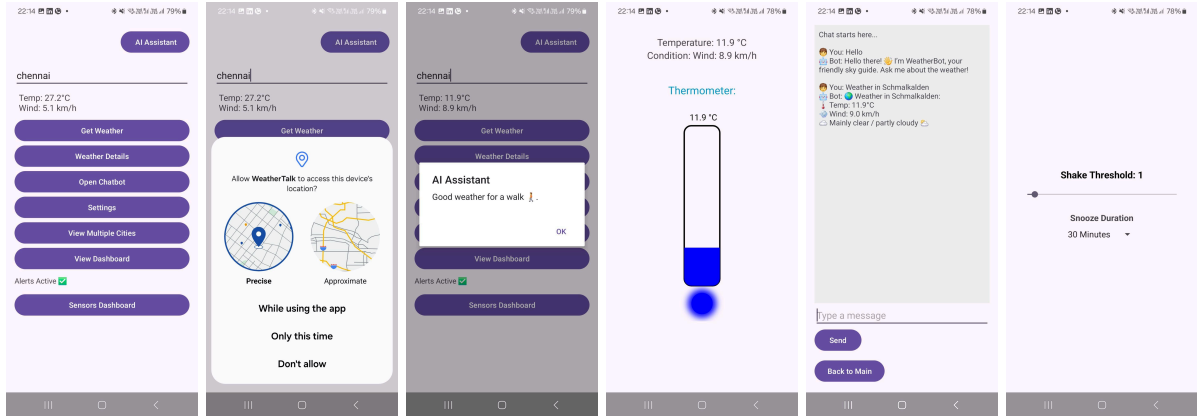 22:14
79%
AI Assistant
chennai
Temp: 27.2°C
Wind: 5.1 km/h
Get Weather
Weather Details
Open Chatbot
Settings
View Multiple Cities
View Dashboard
Alerts Active ✅
Sensors Dashboard
22:14
79%
AI Assistant
chennai
Temp: 27.2°C
Wind: 5.1 km/h
Get Weather
Allow WeatherTalk to access this device's
location?
Precise
Approximate
While using the app
Only this time
Don't allow
22:14
79%
AI Assistant
chennai
Temp: 11.9°C
Wind: 8.9 km/h
Get Weather
Weather Details
AI Assistant
Good weather for a walk 🚶.
OK
View Dashboard
Alerts Active ✅
Sensors Dashboard
22:14
78%
Temperature: 11.9 °C
Condition: Wind: 8.9 km/h
Thermometer:
11.9 °C
22:14
78%
Chat starts here...
🧑 You: Hello
🤖 Bot: Hello there! 👋 I'm WeatherBot, your
friendly sky guide. Ask me about the weather!
🧑 You: Weather in Schmalkalden
🤖 Bot: 🌍 Weather in Schmalkalden:
🌡 Temp: 11.9°C
💨 Wind: 9.0 km/h
☁ Mainly clear / partly cloudy ⛅
Type a message
Send
Back to Main
22:14
78%
Shake Threshold: 1
Snooze Duration
30 Minutes